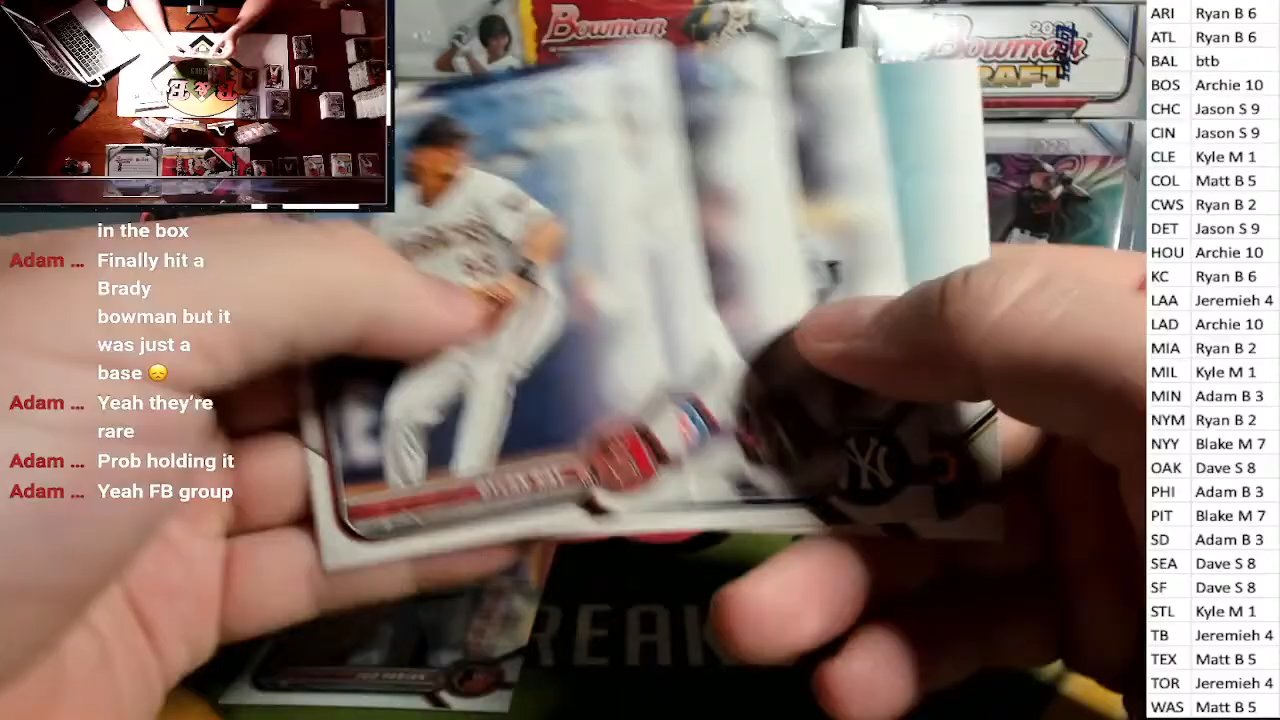 in the box
Adam ... Finally hit a
Brady
bowman but it
was just a
base 😞
Adam ... Yeah they're
rare
Adam ... Prob holding it
Adam ... Yeah FB group
Bowman
Bowman
DRAFT
BREAK
ARI Ryan B 6
ATL Ryan B 6
BAL btb
BOS Archie 10
CHC Jason S 9
CIN Jason S 9
CLE Kyle M 1
COL Matt B 5
CWS Ryan B 2
DET Jason S 9
HOU Archie 10
KC Ryan B 6
LAA Jeremieh 4
LAD Archie 10
MIA Ryan B 2
MIL Kyle M 1
MIN Adam B 3
NYM Ryan B 2
NYY Blake M 7
OAK Dave S 8
PHI Adam B 3
PIT Blake M 7
SD Adam B 3
SEA Dave S 8
SF Dave S 8
STL Kyle M 1
TB Jeremieh 4
TEX Matt B 5
TOR Jeremieh 4
WAS Matt B 5